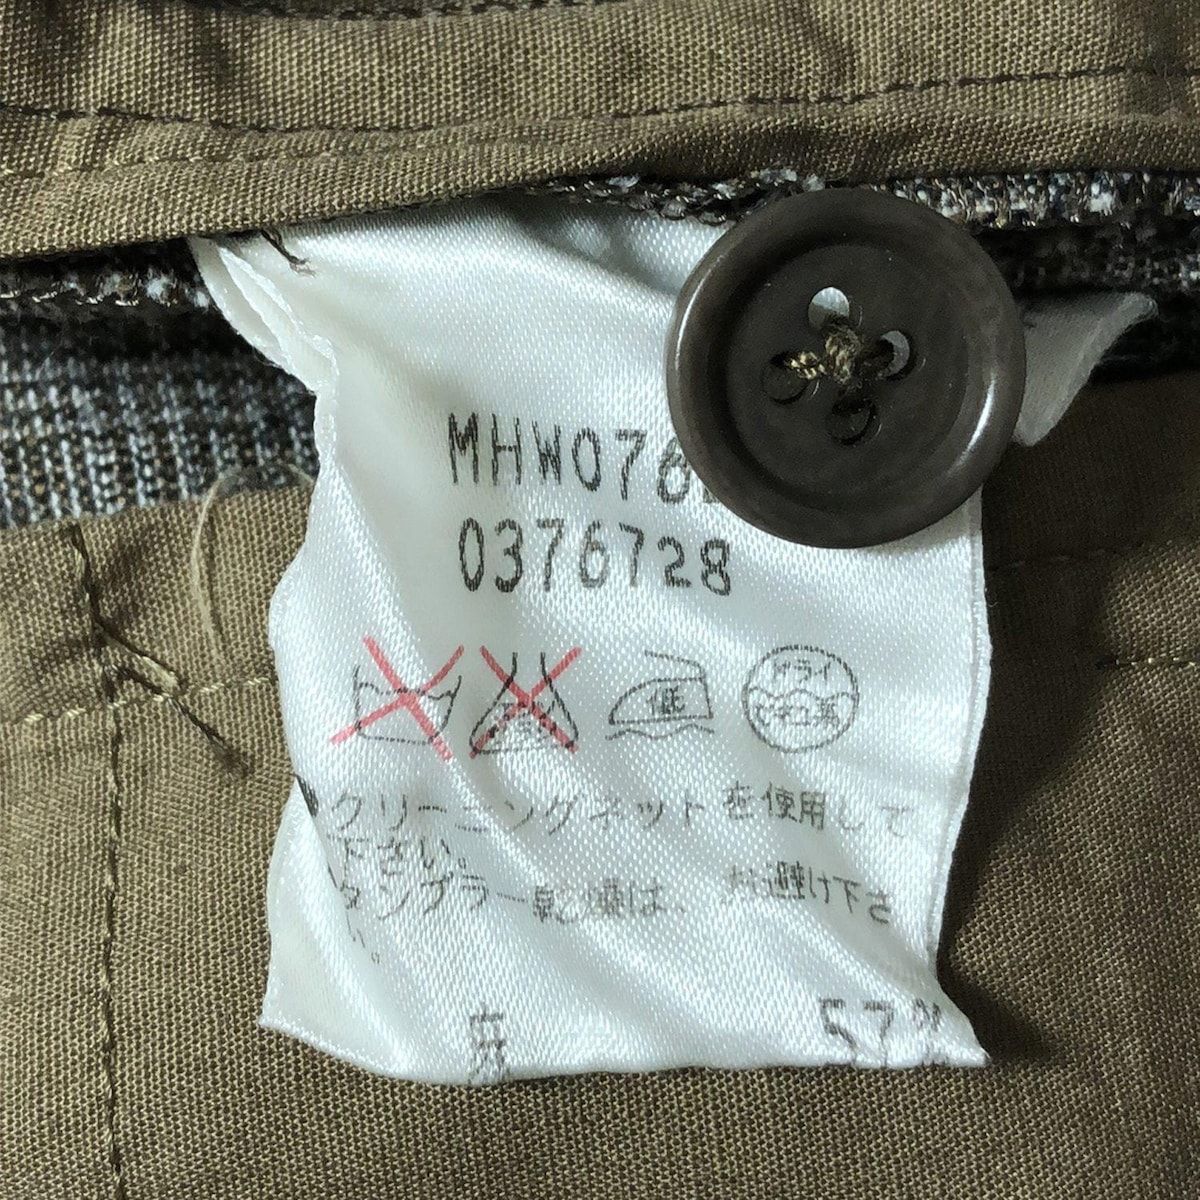 MHW076
0376728
低
ドライ
クリーニングネットを使用して
下さい。
タンブラー乾燥は、お避け下さ
い。
麻 57%